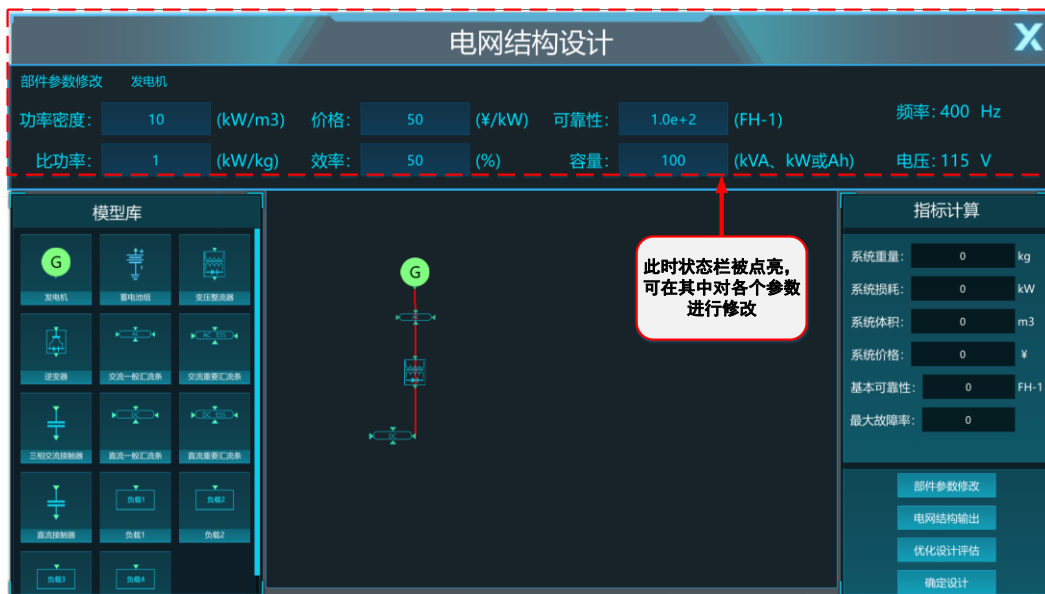 电网结构设计
X
部件参数修改 发电机
功率密度: 10 (kW/m3) 价格: 50 (¥/kW) 可靠性: 1.0e+2 (FH-1) 频率: 400 Hz
比功率: 1 (kW/kg) 效率: 50 (%) 容量: 100 (kVA、kW或Ah) 电压: 115 V
模型库
G
发电机 蓄电池组 变压整流器
AC AC ESS
逆变器 交流一般汇流条 交流重要汇流条
DC DC ESS
三相交流接触器 直流一般汇流条 直流重要汇流条
负载1 负载2
直流接触器 负载1 负载2
负载3 负载4
G
AC
DC
此时状态栏被点亮，
可在其中对各个参数
进行修改
指标计算
系统重量: 0 kg
系统损耗: 0 kW
系统体积: 0 m3
系统价格: 0 ¥
基本可靠性: 0 FH-1
最大故障率: 0
部件参数修改
电网结构输出
优化设计评估
确定设计